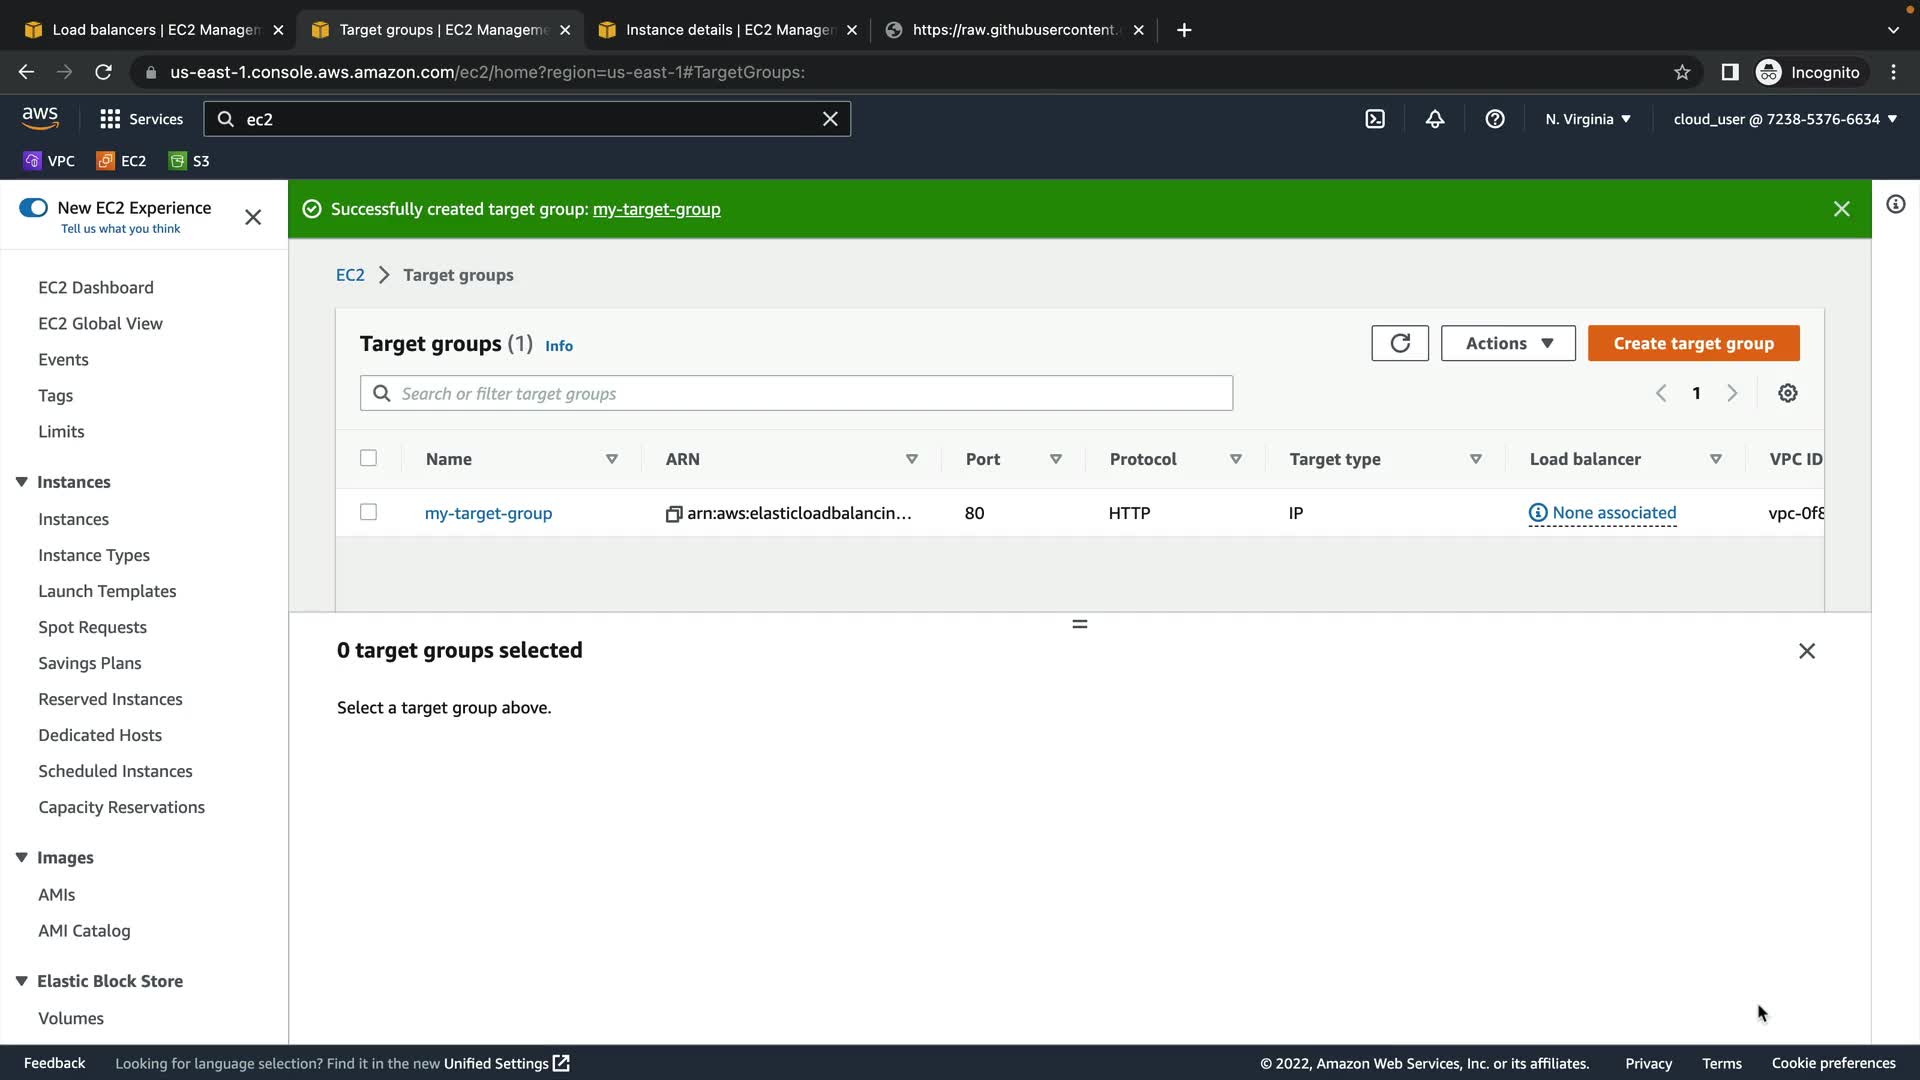 Load balancers | EC2 Managem
Target groups | EC2 Manageme
Instance details | EC2 Manager
https://raw.githubusercontent.
us-east-1.console.aws.amazon.com/ec2/home?region=us-east-1#TargetGroups:
Incognito
aws
Services
ec2
N. Virginia
cloud_user @ 7238-5376-6634
VPC
EC2
S3
New EC2 Experience
Tell us what you think
EC2 Dashboard
EC2 Global View
Events
Tags
Limits
Instances
Instances
Instance Types
Launch Templates
Spot Requests
Savings Plans
Reserved Instances
Dedicated Hosts
Scheduled Instances
Capacity Reservations
Images
AMIs
AMI Catalog
Elastic Block Store
Volumes
Successfully created target group: my-target-group
EC2 > Target groups
Target groups (1) Info
Actions
Create target group
Search or filter target groups
1
Name ARN Port Protocol Target type Load balancer VPC ID
my-target-group arn:aws:elasticloadbalancin... 80 HTTP IP None associated vpc-0f8
0 target groups selected
Select a target group above.
Feedback
Looking for language selection? Find it in the new Unified Settings
© 2022, Amazon Web Services, Inc. or its affiliates.
Privacy
Terms
Cookie preferences